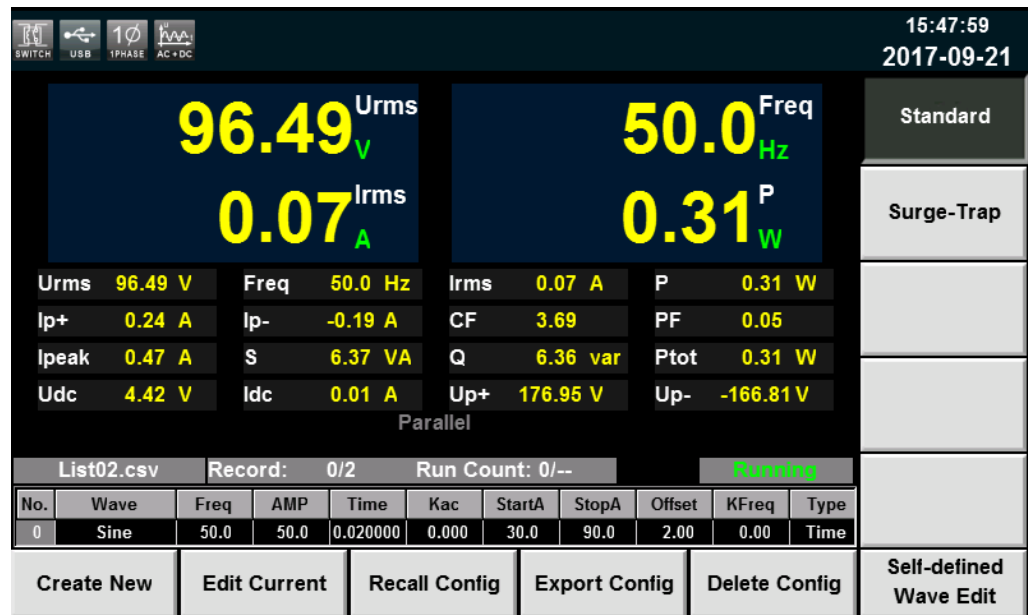 SWITCH USB 1Ø 1PHASE AC+DC U
15:47:59
2017-09-21
96.49 Urms V
50.0 Freq Hz
0.07 Irms A
0.31 P W
Urms 96.49 V Freq 50.0 Hz Irms 0.07 A P 0.31 W
Ip+ 0.24 A Ip- -0.19 A CF 3.69 PF 0.05
Ipeak 0.47 A S 6.37 VA Q 6.36 var Ptot 0.31 W
Udc 4.42 V Idc 0.01 A Up+ 176.95 V Up- -166.81 V
Parallel
List02.csv Record: 0/2 Run Count: 0/-- Running
No. Wave Freq AMP Time Kac StartA StopA Offset KFreq Type
0 Sine 50.0 50.0 0.020000 0.000 30.0 90.0 2.00 0.00 Time
Standard
Surge-Trap
Create New Edit Current Recall Config Export Config Delete Config
Self-defined
Wave Edit